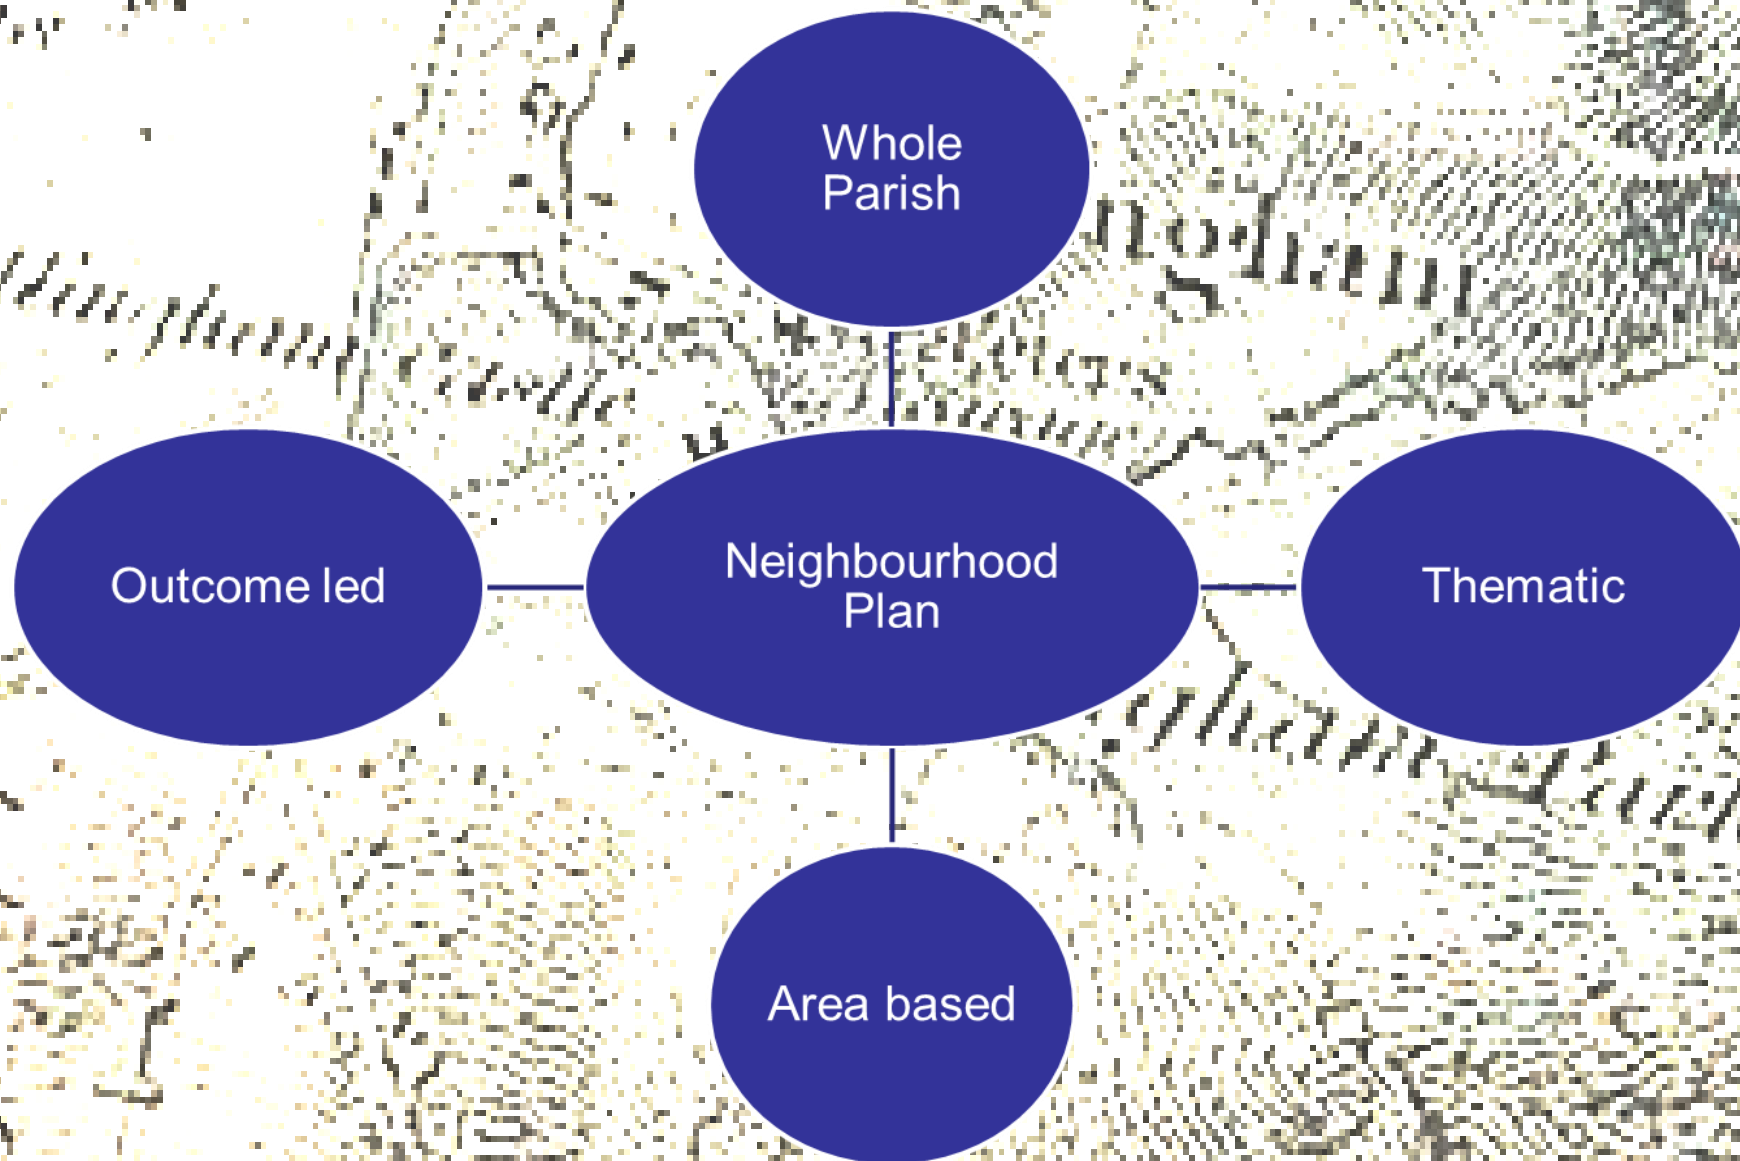 Whole
Parish
Outcome led
Neighbourhood
Plan
Thematic
Area based